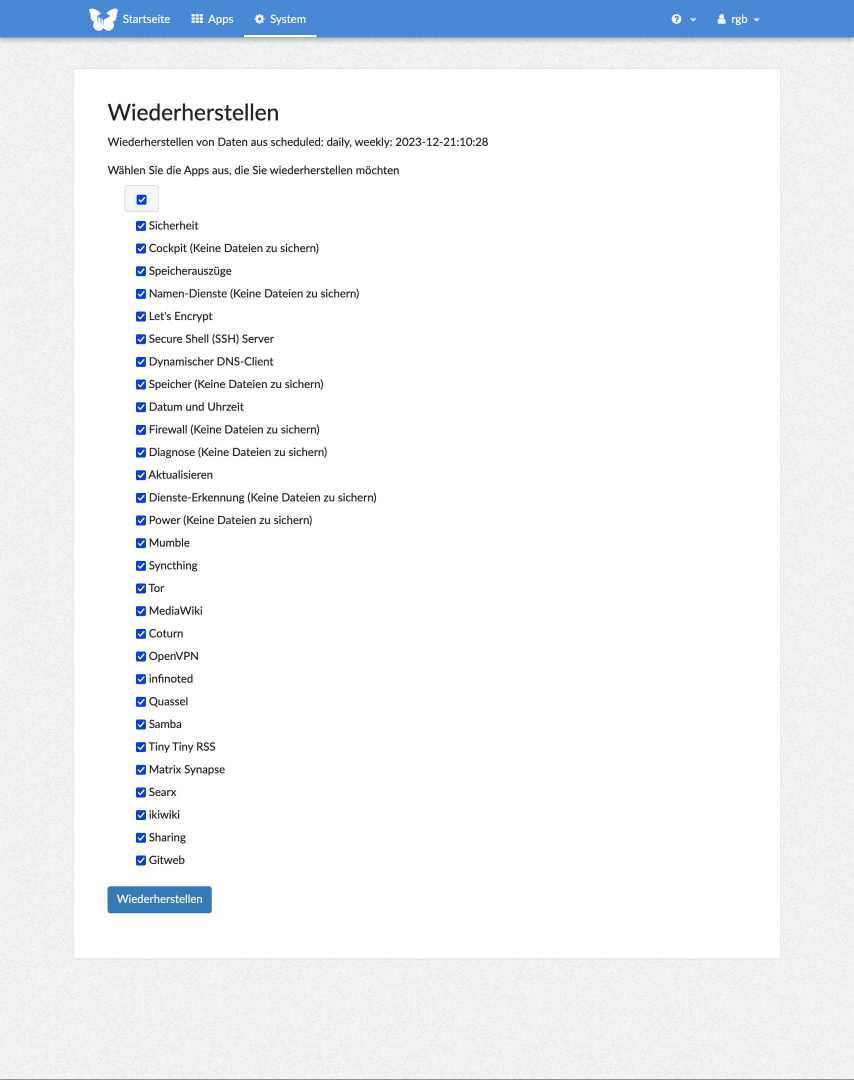 Startseite Apps System rgb
Wiederherstellen
Wiederherstellen von Daten aus scheduled: daily, weekly: 2023-12-21:10:28
Wählen Sie die Apps aus, die Sie wiederherstellen möchten
Sicherheit
Cockpit (Keine Dateien zu sichern)
Speicherauszüge
Namen-Dienste (Keine Dateien zu sichern)
Let's Encrypt
Secure Shell (SSH) Server
Dynamischer DNS-Client
Speicher (Keine Dateien zu sichern)
Datum und Uhrzeit
Firewall (Keine Dateien zu sichern)
Diagnose (Keine Dateien zu sichern)
Aktualisieren
Dienste-Erkennung (Keine Dateien zu sichern)
Power (Keine Dateien zu sichern)
Mumble
Syncthing
Tor
MediaWiki
Coturn
OpenVPN
infinoted
Quassel
Samba
Tiny Tiny RSS
Matrix Synapse
Searx
ikiwiki
Sharing
Gitweb
Wiederherstellen